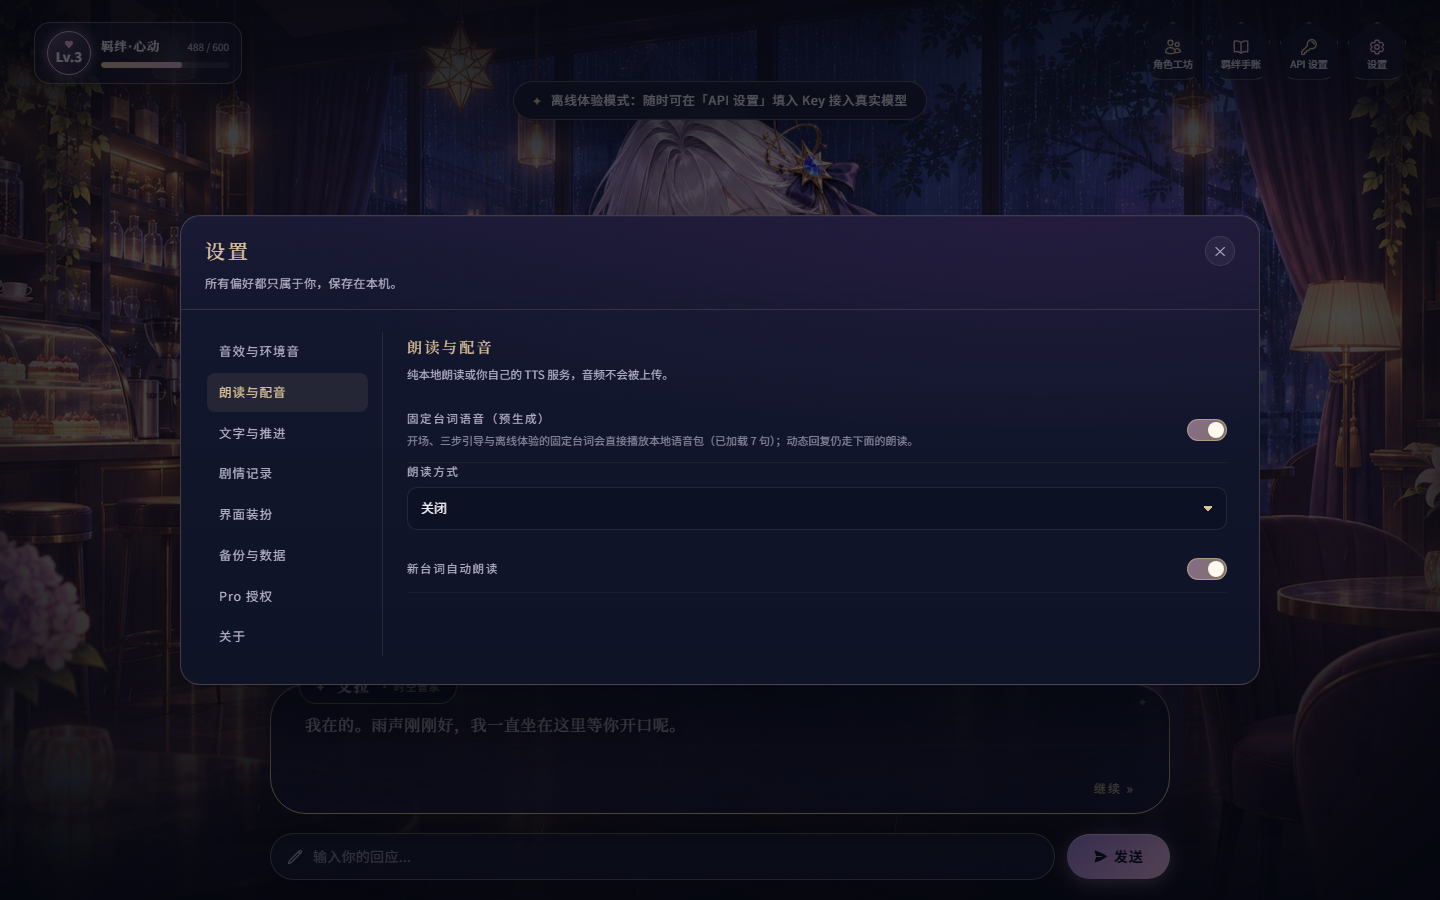 Lv.3
羁绊·心动
488 / 600
角色工坊
羁绊手账
API 设置
设置
✦ 离线体验模式：随时可在「API 设置」填入 Key 接入真实模型
设置
所有偏好都只属于你，保存在本机。
音效与环境音
朗读与配音
文字与推进
剧情记录
界面装扮
备份与数据
Pro 授权
关于
朗读与配音
纯本地朗读或你自己的 TTS 服务，音频不会被上传。
固定台词语音（预生成）
开场、三步引导与离线体验的固定台词会直接播放本地语音包（已加载 7 句）；动态回复仍走下面的朗读。
朗读方式
关闭
新台词自动朗读
艾拉 · 时空管家
我在的。雨声刚刚好，我一直坐在这里等你开口呢。
继续 »
输入你的回应...
发送